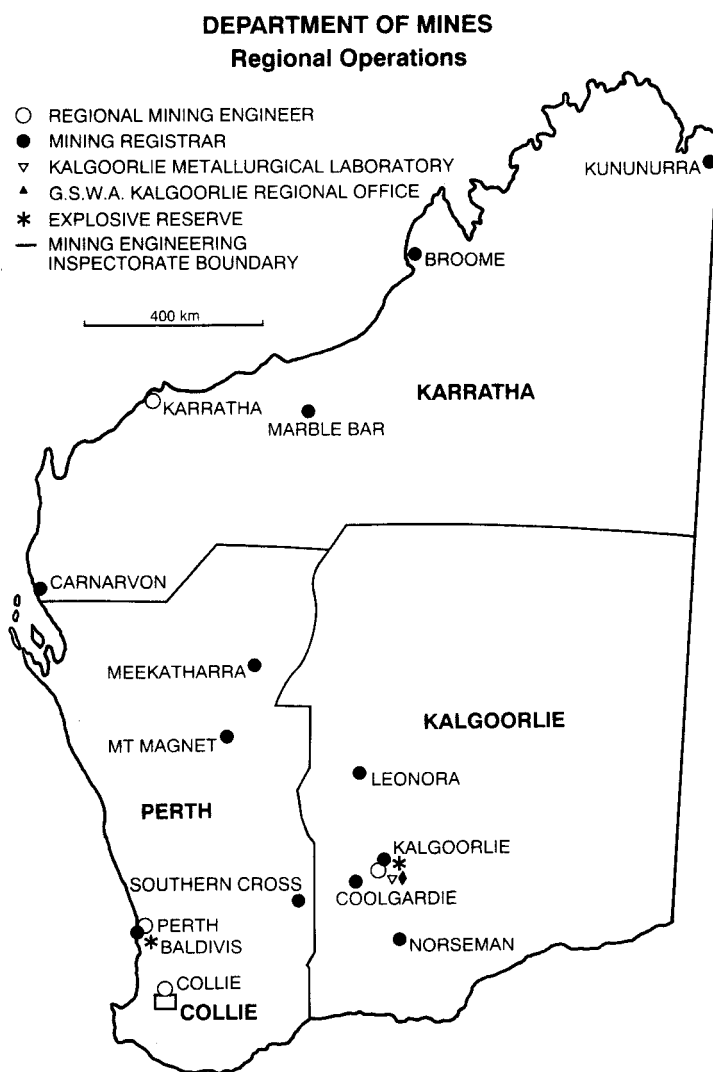 DEPARTMENT OF MINES
Regional Operations
REGIONAL MINING ENGINEER
MINING REGISTRAR
KALGOORLIE METALLURGICAL LABORATORY
G.S.W.A. KALGOORLIE REGIONAL OFFICE
EXPLOSIVE RESERVE
MINING ENGINEERING
INSPECTORATE BOUNDARY
400 km
KUNUNURRA
BROOME
KARRATHA
KARRATHA
MARBLE BAR
CARNARVON
MEEKATHARRA
KALGOORLIE
MT MAGNET
LEONORA
PERTH
KALGOORLIE
SOUTHERN CROSS
COOLGARDIE
PERTH
BALDIVIS
NORSEMAN
COLLIE
COLLIE